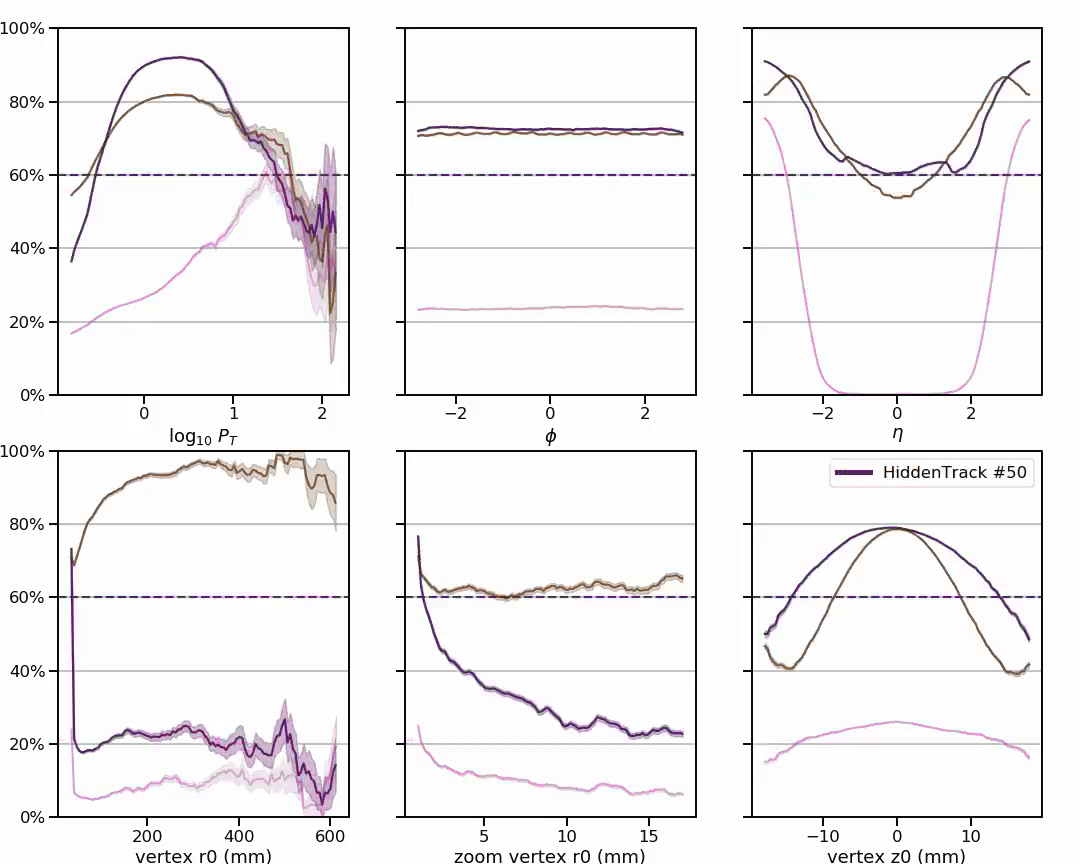 100%
80%
60%
40%
20%
0%
0 1 2
log₁₀ P_T
−2 0 2
ϕ
−2 0 2
η
100%
80%
60%
40%
20%
0%
200 400 600
vertex r0 (mm)
5 10 15
zoom vertex r0 (mm)
HiddenTrack #50
−10 0 10
vertex z0 (mm)